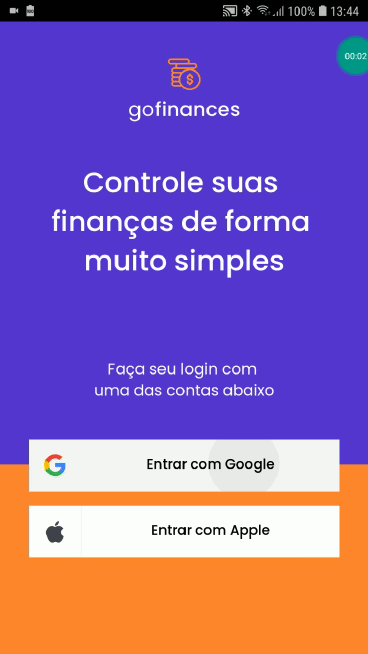 100% 13:44
00:02
gofinances
Controle suas
finanças de forma
muito simples
Faça seu login com
uma das contas abaixo
Entrar com Google
Entrar com Apple